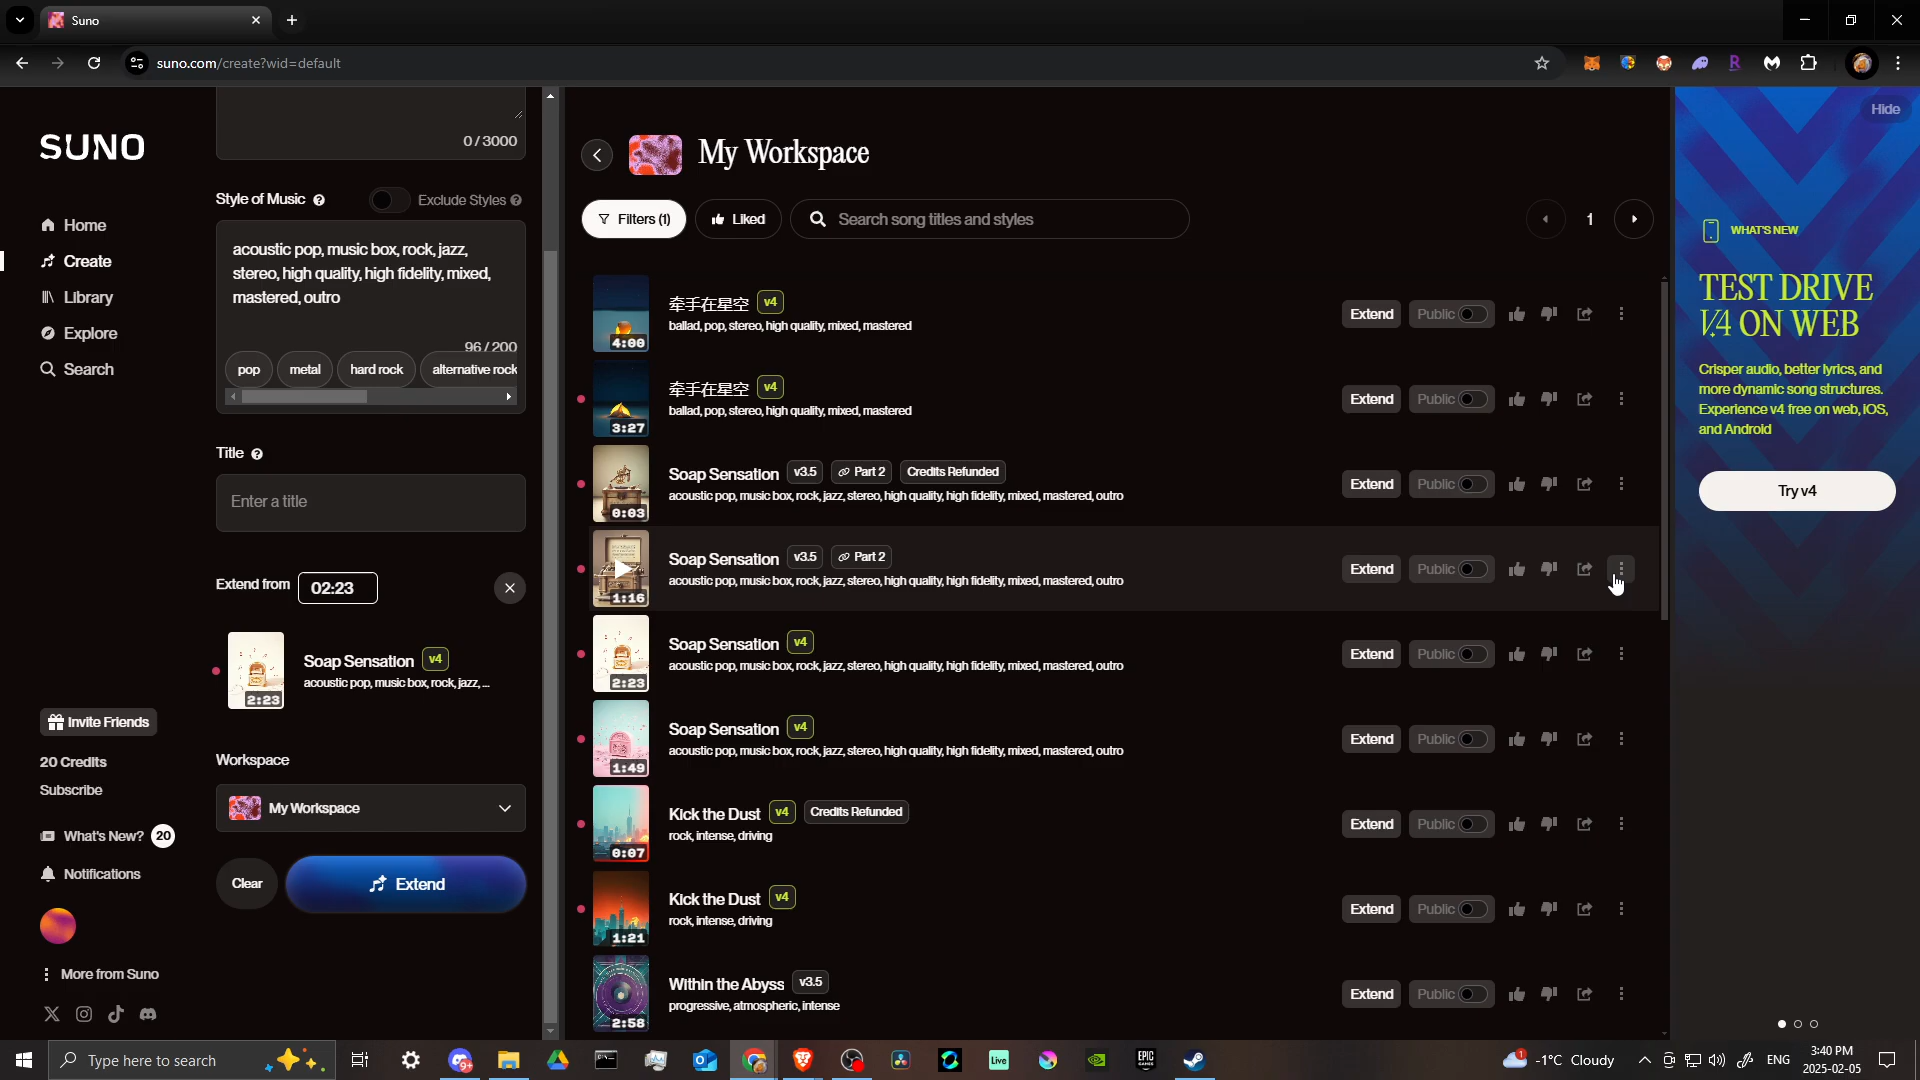 Suno
suno.com/create?wid=default
SUNO
Home
Create
Library
Explore
Search
Invite Friends
20 Credits
Subscribe
What's New? 20
Notifications
More from Suno
0 / 3000
Style of Music
Exclude Styles
acoustic pop, music box, rock, jazz,
stereo, high quality, high fidelity, mixed,
mastered, outro
96 / 200
pop
metal
hard rock
alternative rock
Title
Enter a title
Extend from 02:23
Soap Sensation v4
acoustic pop, music box, rock, jazz, ...
2:23
Workspace
My Workspace
Clear
Extend
My Workspace
Filters (1)
Liked
Search song titles and styles
1
牵手在星空 v4
ballad, pop, stereo, high quality, mixed, mastered
4:00
Extend
Public
牵手在星空 v4
ballad, pop, stereo, high quality, mixed, mastered
3:27
Extend
Public
Soap Sensation v3.5 Part 2 Credits Refunded
acoustic pop, music box, rock, jazz, stereo, high quality, high fidelity, mixed, mastered, outro
0:03
Extend
Public
Soap Sensation v3.5 Part 2
acoustic pop, music box, rock, jazz, stereo, high quality, high fidelity, mixed, mastered, outro
1:16
Extend
Public
Soap Sensation v4
acoustic pop, music box, rock, jazz, stereo, high quality, high fidelity, mixed, mastered, outro
2:23
Extend
Public
Soap Sensation v4
acoustic pop, music box, rock, jazz, stereo, high quality, high fidelity, mixed, mastered, outro
1:49
Extend
Public
Kick the Dust v4 Credits Refunded
rock, intense, driving
0:07
Extend
Public
Kick the Dust v4
rock, intense, driving
1:21
Extend
Public
Within the Abyss v3.5
progressive, atmospheric, intense
2:58
Extend
Public
Hide
WHAT'S NEW
TEST DRIVE
V4 ON WEB
Crisper audio, better lyrics, and
more dynamic song structures.
Experience v4 free on web, iOS,
and Android
Try v4
Type here to search
9+
Live
EPIC
GAMES
1
-1°C Cloudy
ENG
3:40 PM
2025-02-05